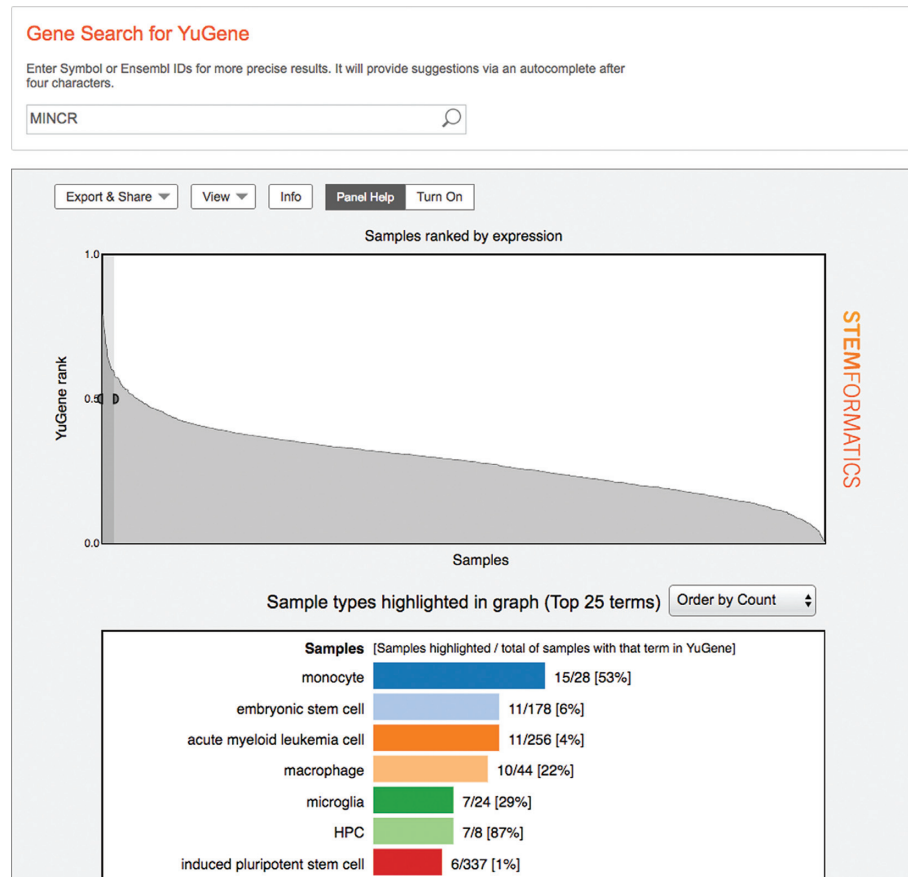 Gene Search for YuGene
Enter Symbol or Ensembl IDs for more precise results. It will provide suggestions via an autocomplete after
four characters.
MINCR
Export & Share
View
Info
Panel Help
Turn On
Samples ranked by expression
1.0
0.5
0.0
YuGene rank
Samples
STEMFORMATICS
Sample types highlighted in graph (Top 25 terms)
Order by Count
Samples [Samples highlighted / total of samples with that term in YuGene]
monocyte 15/28 [53%]
embryonic stem cell 11/178 [6%]
acute myeloid leukemia cell 11/256 [4%]
macrophage 10/44 [22%]
microglia 7/24 [29%]
HPC 7/8 [87%]
induced pluripotent stem cell 6/337 [1%]